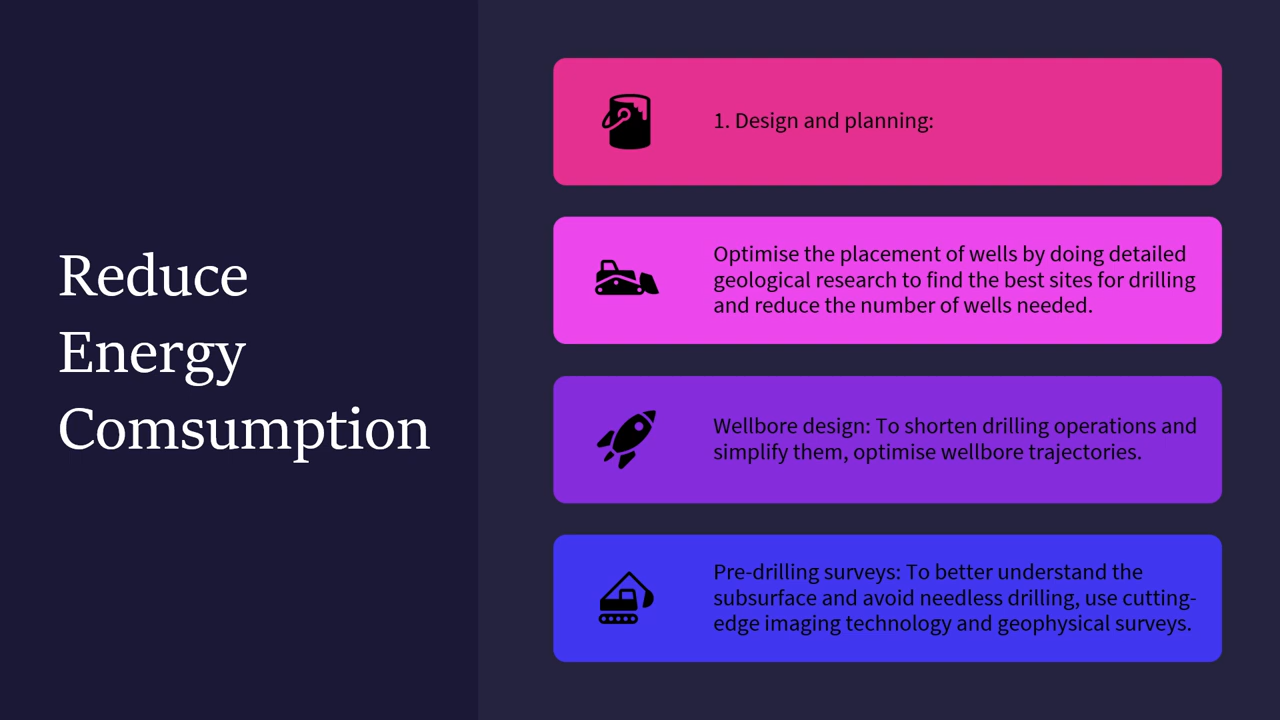 Reduce
Energy
Comsumption
1. Design and planning:
Optimise the placement of wells by doing detailed
geological research to find the best sites for drilling
and reduce the number of wells needed.
Wellbore design: To shorten drilling operations and
simplify them, optimise wellbore trajectories.
Pre-drilling surveys: To better understand the
subsurface and avoid needless drilling, use cutting-
edge imaging technology and geophysical surveys.